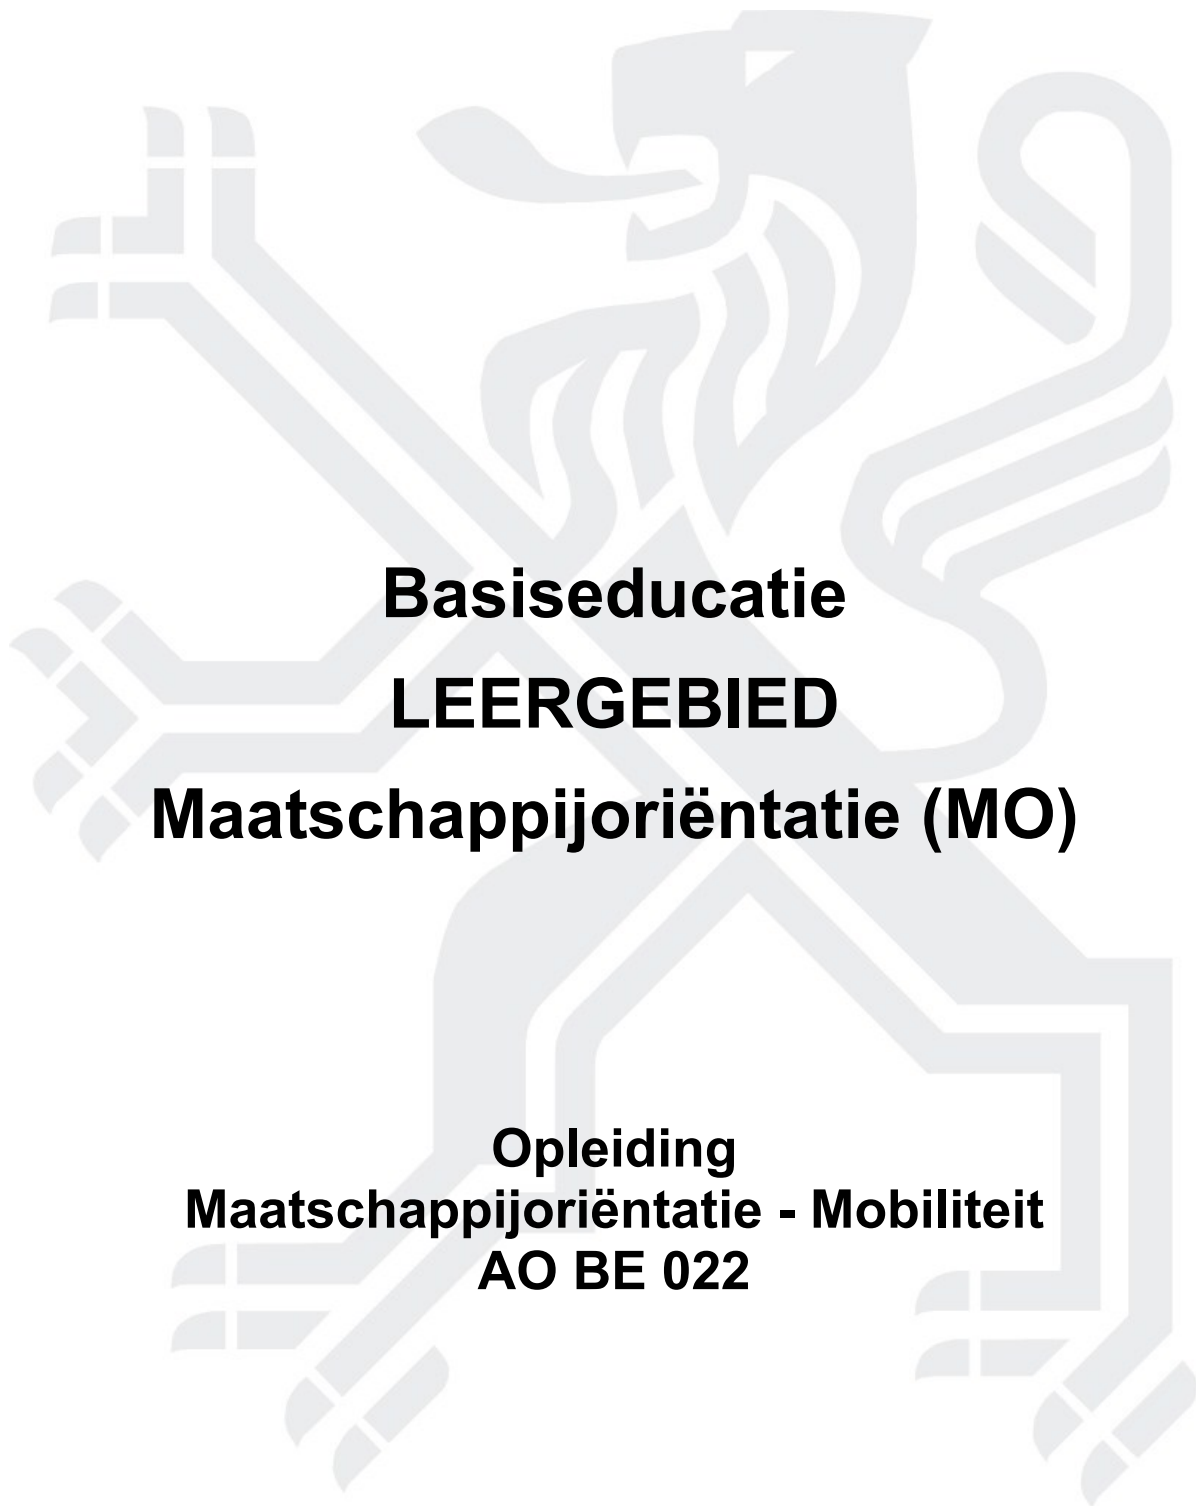 Basiseducatie
LEERGEBIED
Maatschappijoriëntatie (MO)
Opleiding
Maatschappijoriëntatie - Mobiliteit
AO BE 022